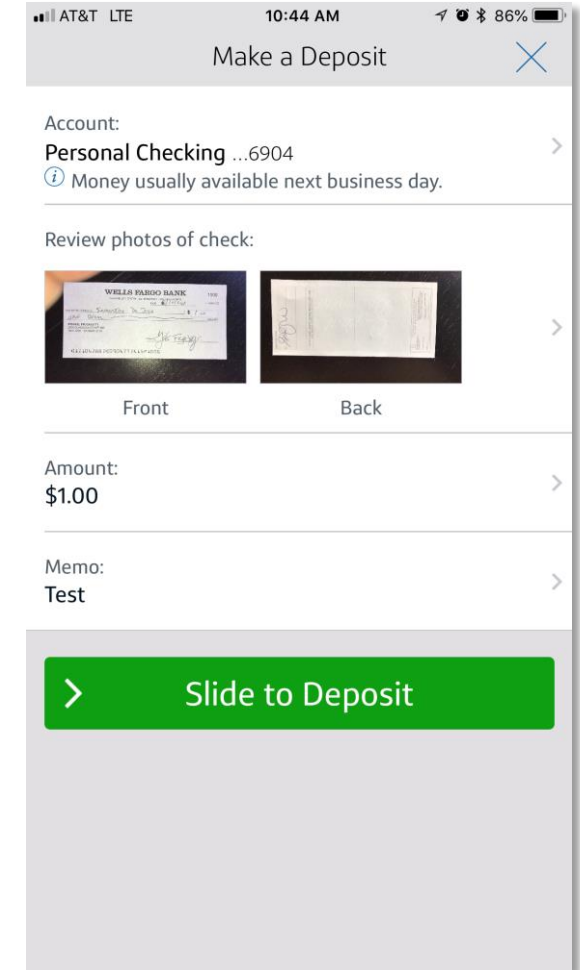 AT&T LTE 10:44 AM 86%
Make a Deposit
Account:
Personal Checking ...6904
Money usually available next business day.
Review photos of check:
WELLS FARGO BANK
Front Back
Amount:
$1.00
Memo:
Test
Slide to Deposit